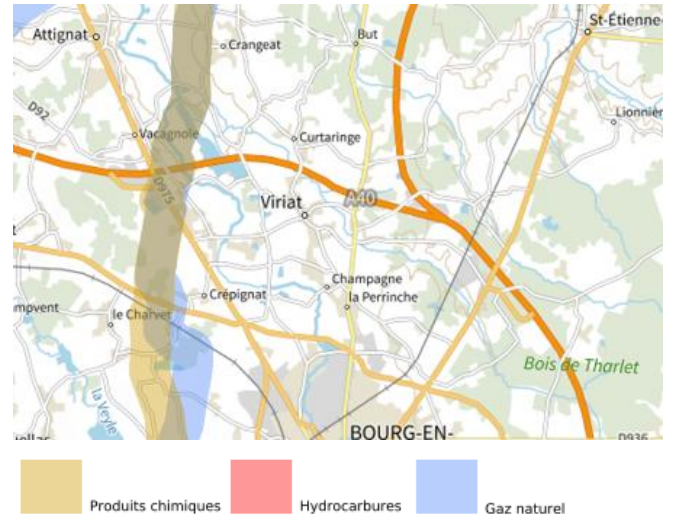 Attignat
Crangeat
But
St-Étienne-
D92
Lionnièr
Vacagnole
Curtaringe
D975
A40
Viriat
Champagne
Crépignat
la Perrinche
mpvent
le Charvet
Bois de Tharlet
la Veyle
BOURG-EN-
D936
Produits chimiques
Hydrocarbures
Gaz naturel